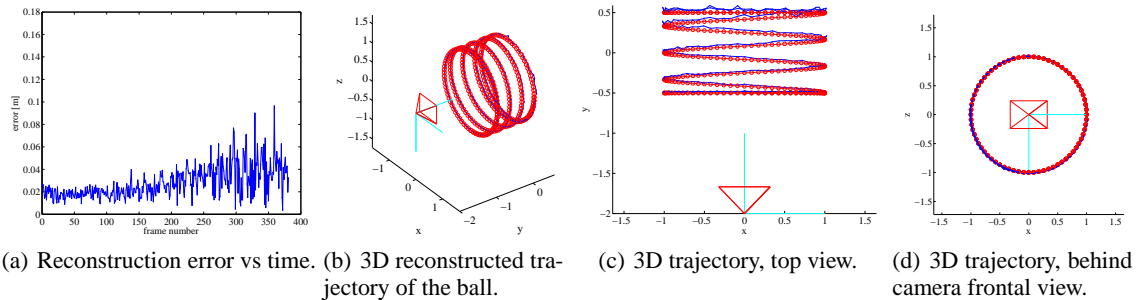 0.18
0.16
0.14
0.12
0.1
0.08
0.06
0.04
0.02
0
error [m]
0 50 100 150 200 250 300 350 400
frame number
1.5
1
0.5
0
−0.5
−1
−1.5
z
−1
0
1
x
−2
−1
0
y
0.5
0
−0.5
−1
−1.5
−2
y
−1.5 −1 −0.5 0 0.5 1 1.5
x
1.5
1
0.5
0
−0.5
−1
−1.5
z
−1.5 −1 −0.5 0 0.5 1 1.5
x
(a) Reconstruction error vs time.
(b) 3D reconstructed tra-
jectory of the ball.
(c) 3D trajectory, top view.
(d) 3D trajectory, behind
camera frontal view.